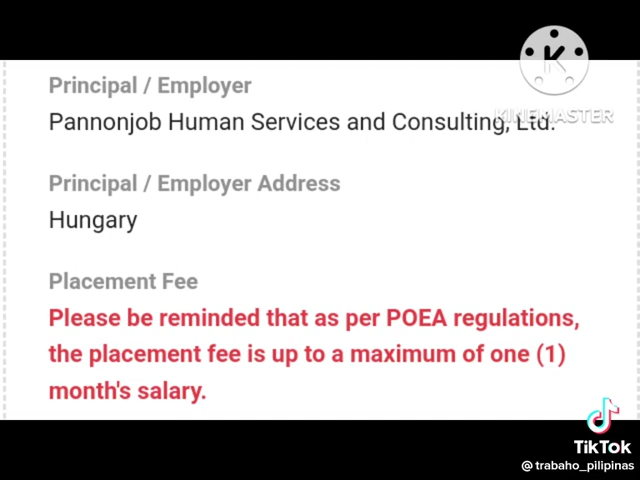 Principal / Employer
Pannonjob Human Services and Consulting, Ltd.
KINEMASTER
Principal / Employer Address
Hungary
Placement Fee
Please be reminded that as per POEA regulations,
the placement fee is up to a maximum of one (1)
month's salary.
TikTok
@trabaho_pilipinas